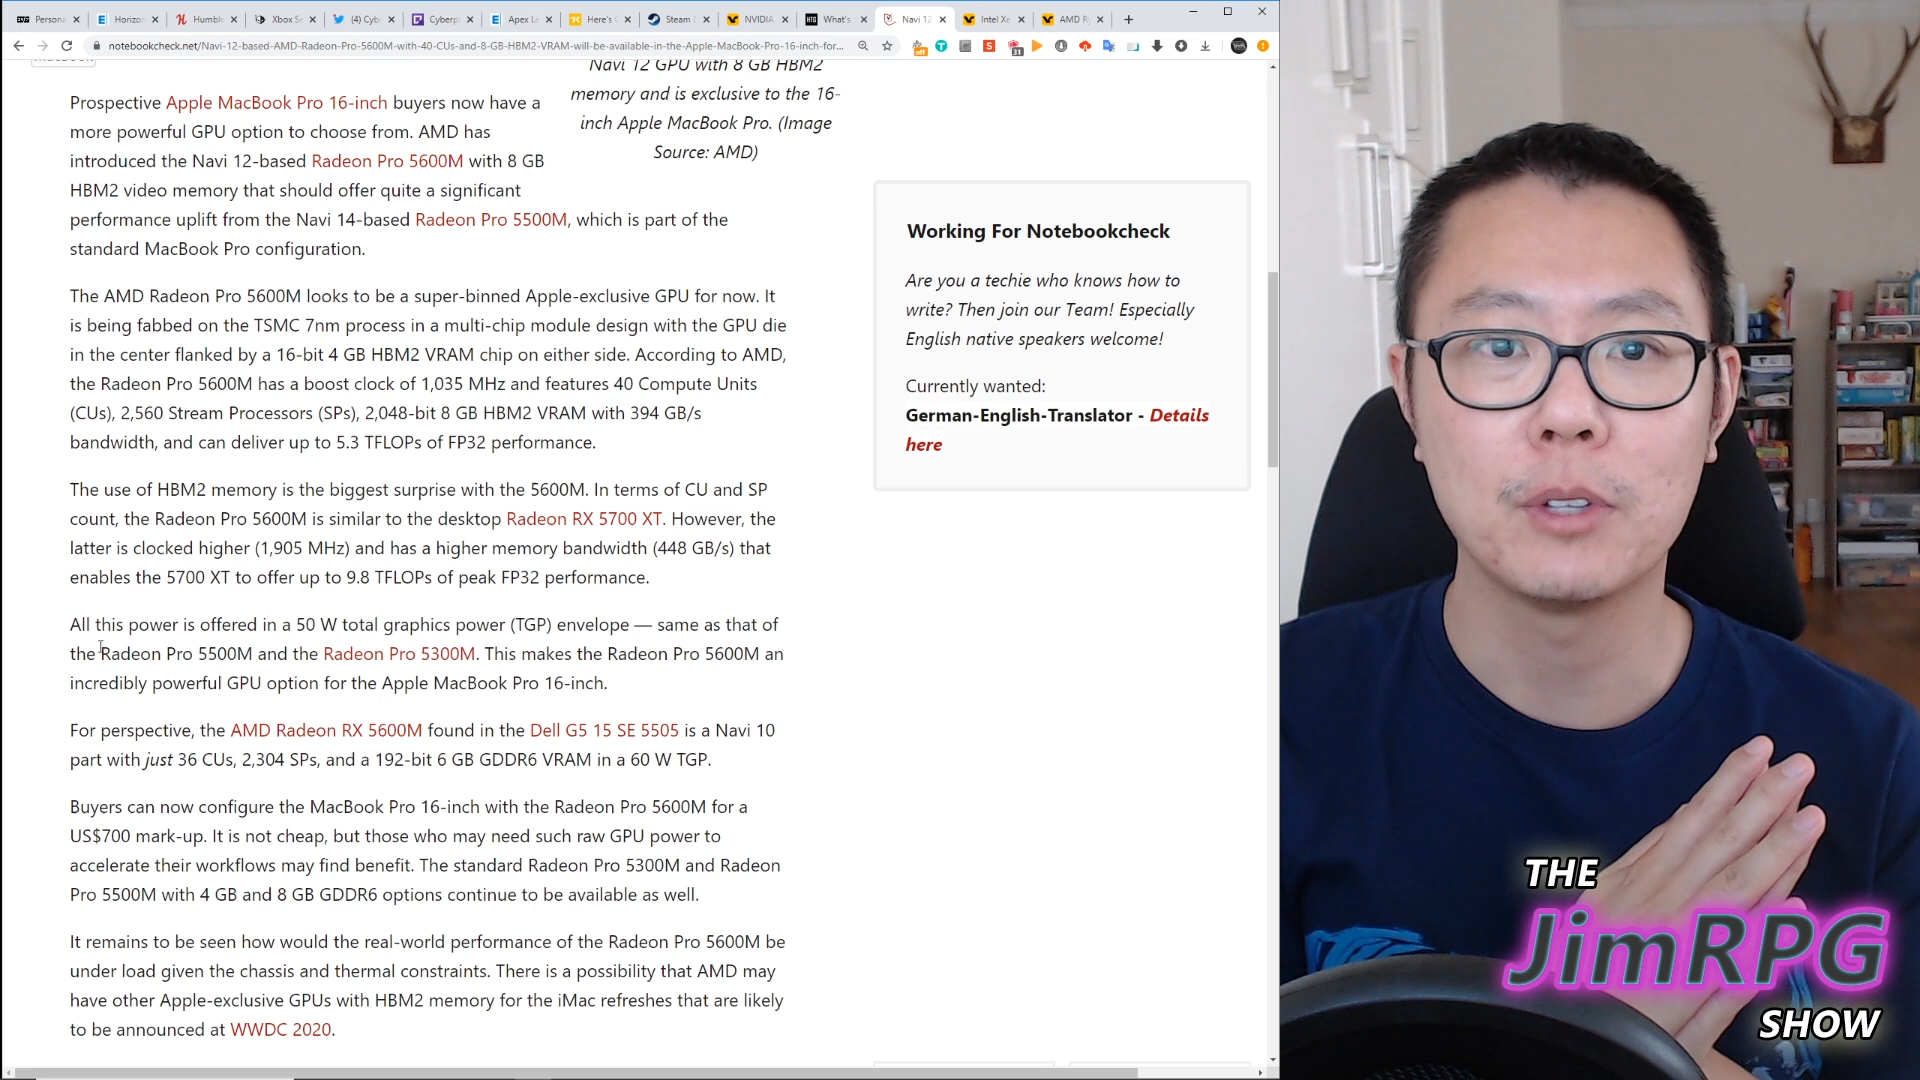 Persona
Horizon
Humble
Xbox Sc
(4) Cybe
Cyberpu
Apex Le
Here's
Steam
NVIDIA
What's
Navi 12
Intel Xe
AMD R
notebookcheck.net/Navi-12-based-AMD-Radeon-Pro-5600M-with-40-CUs-and-8-GB-HBM2-VRAM-will-be-available-in-the-Apple-MacBook-Pro-16-inch-for...
off
31
Navi 12 GPU with 8 GB HBM2
memory and is exclusive to the 16-
inch Apple MacBook Pro. (Image
Source: AMD)
Prospective Apple MacBook Pro 16-inch buyers now have a
more powerful GPU option to choose from. AMD has
introduced the Navi 12-based Radeon Pro 5600M with 8 GB
HBM2 video memory that should offer quite a significant
performance uplift from the Navi 14-based Radeon Pro 5500M, which is part of the
standard MacBook Pro configuration.
The AMD Radeon Pro 5600M looks to be a super-binned Apple-exclusive GPU for now. It
is being fabbed on the TSMC 7nm process in a multi-chip module design with the GPU die
in the center flanked by a 16-bit 4 GB HBM2 VRAM chip on either side. According to AMD,
the Radeon Pro 5600M has a boost clock of 1,035 MHz and features 40 Compute Units
(CUs), 2,560 Stream Processors (SPs), 2,048-bit 8 GB HBM2 VRAM with 394 GB/s
bandwidth, and can deliver up to 5.3 TFLOPs of FP32 performance.
The use of HBM2 memory is the biggest surprise with the 5600M. In terms of CU and SP
count, the Radeon Pro 5600M is similar to the desktop Radeon RX 5700 XT. However, the
latter is clocked higher (1,905 MHz) and has a higher memory bandwidth (448 GB/s) that
enables the 5700 XT to offer up to 9.8 TFLOPs of peak FP32 performance.
All this power is offered in a 50 W total graphics power (TGP) envelope — same as that of
the Radeon Pro 5500M and the Radeon Pro 5300M. This makes the Radeon Pro 5600M an
incredibly powerful GPU option for the Apple MacBook Pro 16-inch.
For perspective, the AMD Radeon RX 5600M found in the Dell G5 15 SE 5505 is a Navi 10
part with just 36 CUs, 2,304 SPs, and a 192-bit 6 GB GDDR6 VRAM in a 60 W TGP.
Buyers can now configure the MacBook Pro 16-inch with the Radeon Pro 5600M for a
US$700 mark-up. It is not cheap, but those who may need such raw GPU power to
accelerate their workflows may find benefit. The standard Radeon Pro 5300M and Radeon
Pro 5500M with 4 GB and 8 GB GDDR6 options continue to be available as well.
It remains to be seen how would the real-world performance of the Radeon Pro 5600M be
under load given the chassis and thermal constraints. There is a possibility that AMD may
have other Apple-exclusive GPUs with HBM2 memory for the iMac refreshes that are likely
to be announced at WWDC 2020.
Working For Notebookcheck
Are you a techie who knows how to
write? Then join our Team! Especially
English native speakers welcome!
Currently wanted:
German-English-Translator - Details
here
THE
JimRPG
SHOW